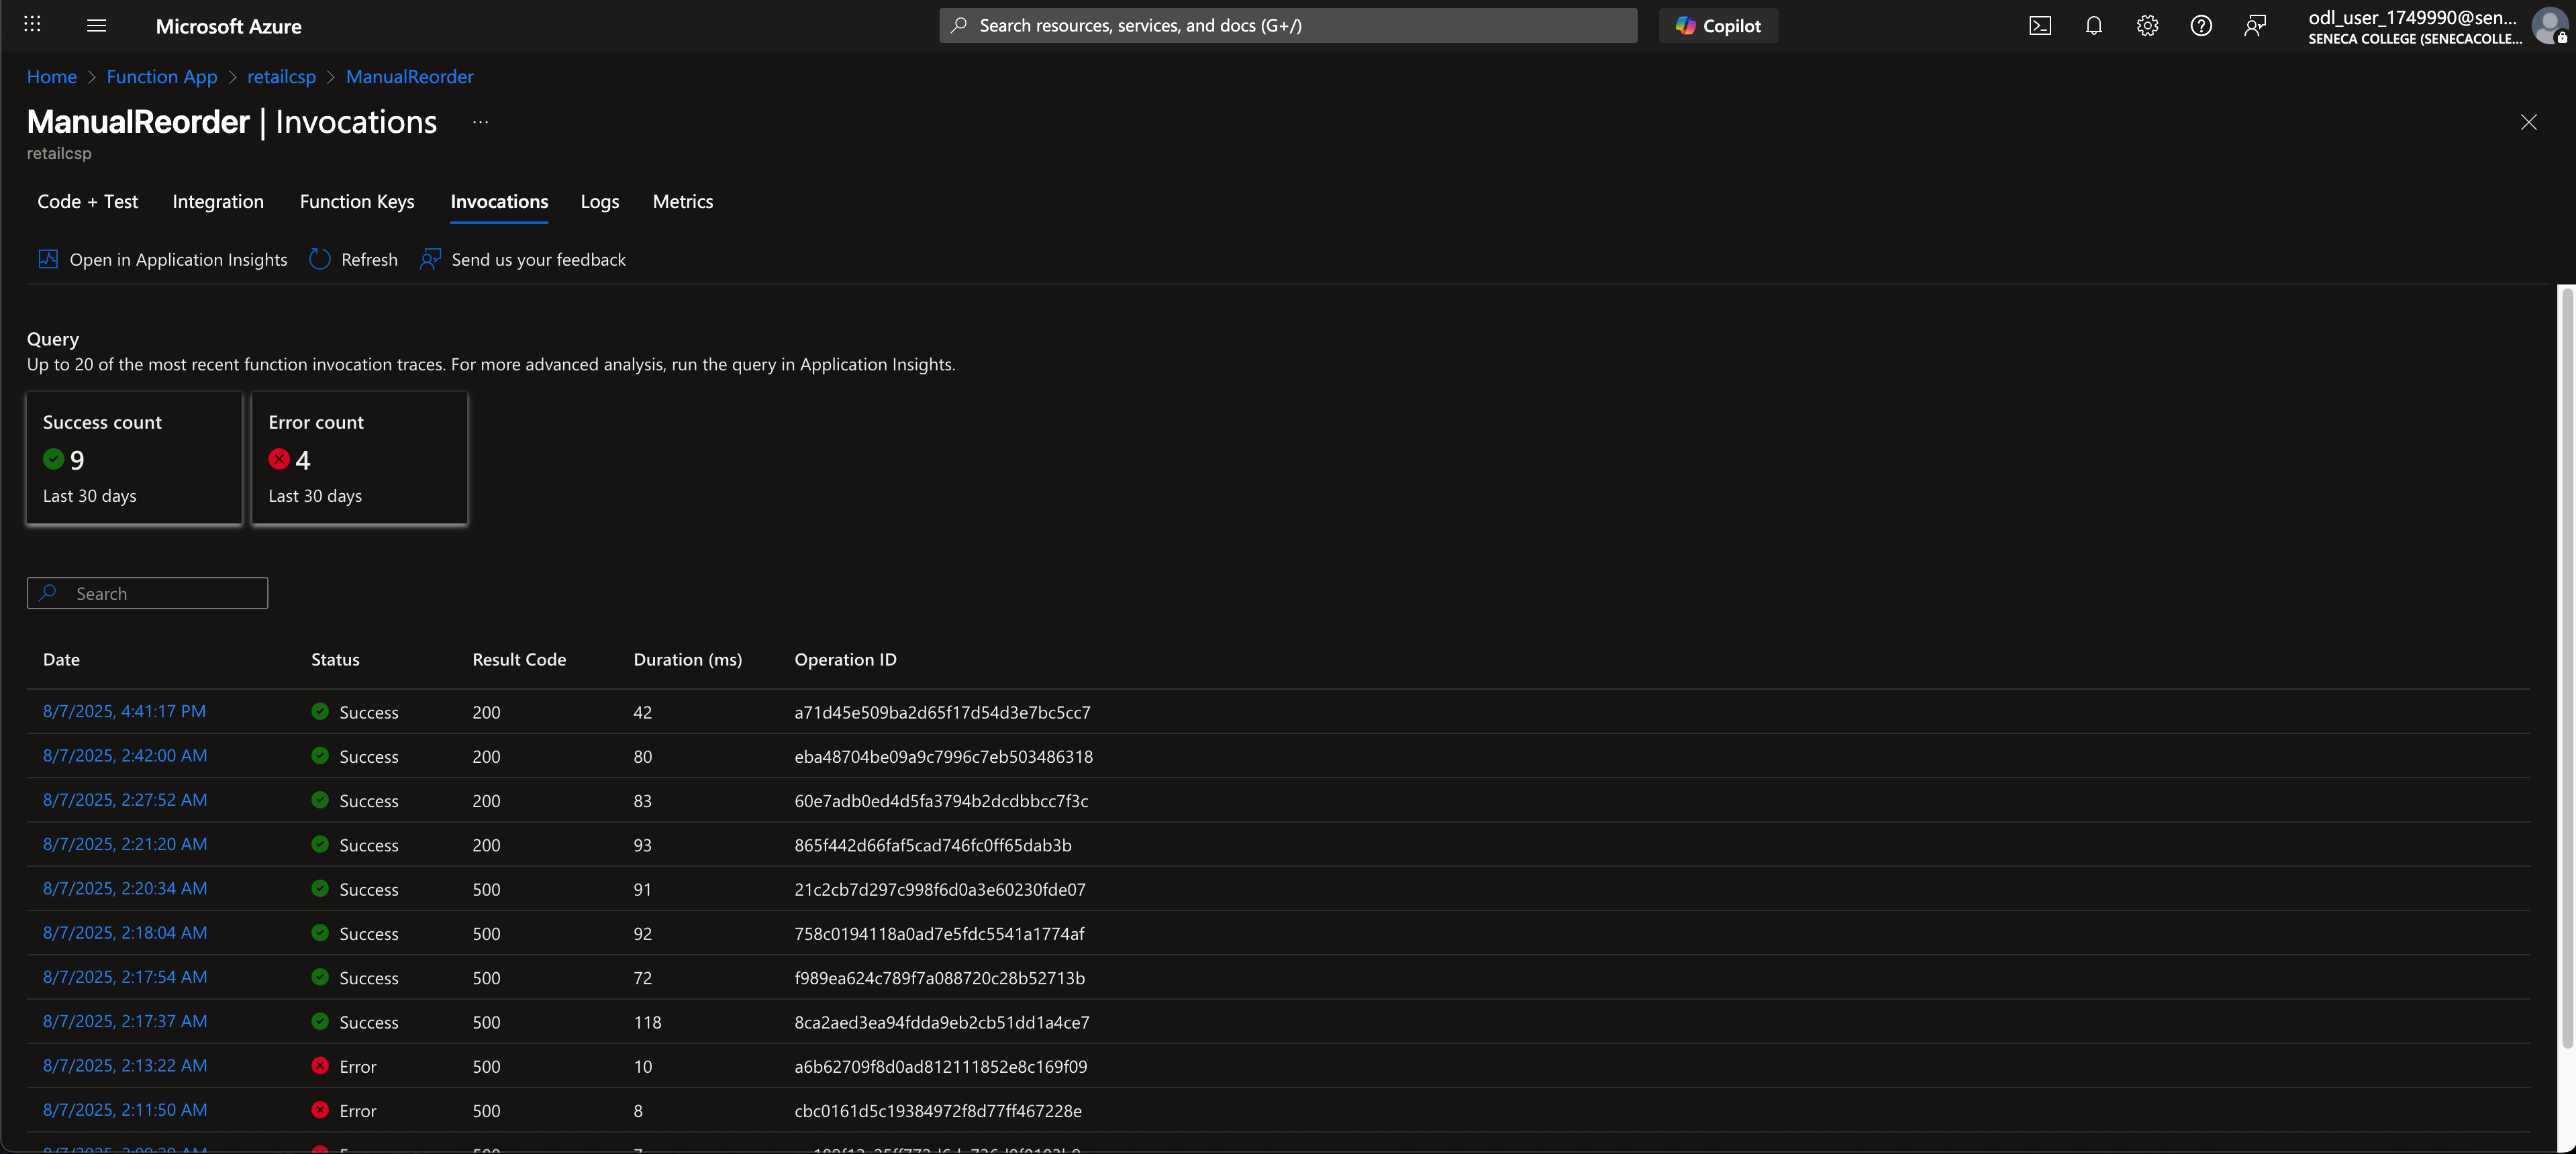 Microsoft Azure
Search resources, services, and docs (G+/)
Copilot
odl_user_1749990@sen...
SENECA COLLEGE (SENECACOLLE...
Home > Function App > retailcsp > ManualReorder
ManualReorder | Invocations ...
retailcsp
Code + Test Integration Function Keys Invocations Logs Metrics
Open in Application Insights Refresh Send us your feedback
Query
Up to 20 of the most recent function invocation traces. For more advanced analysis, run the query in Application Insights.
Success count
9
Last 30 days
Error count
4
Last 30 days
Search
Date Status Result Code Duration (ms) Operation ID
8/7/2025, 4:41:17 PM Success 200 42 a71d45e509ba2d65f17d54d3e7bc5cc7
8/7/2025, 2:42:00 AM Success 200 80 eba48704be09a9c7996c7eb503486318
8/7/2025, 2:27:52 AM Success 200 83 60e7adb0ed4d5fa3794b2dcdbbcc7f3c
8/7/2025, 2:21:20 AM Success 200 93 865f442d66faf5cad746fc0ff65dab3b
8/7/2025, 2:20:34 AM Success 500 91 21c2cb7d297c998f6d0a3e60230fde07
8/7/2025, 2:18:04 AM Success 500 92 758c0194118a0ad7e5fdc5541a1774af
8/7/2025, 2:17:54 AM Success 500 72 f989ea624c789f7a088720c28b52713b
8/7/2025, 2:17:37 AM Success 500 118 8ca2aed3ea94fdda9eb2cb51dd1a4ce7
8/7/2025, 2:13:22 AM Error 500 10 a6b62709f8d0ad812111852e8c169f09
8/7/2025, 2:11:50 AM Error 500 8 cbc0161d5c19384972f8d77ff467228e